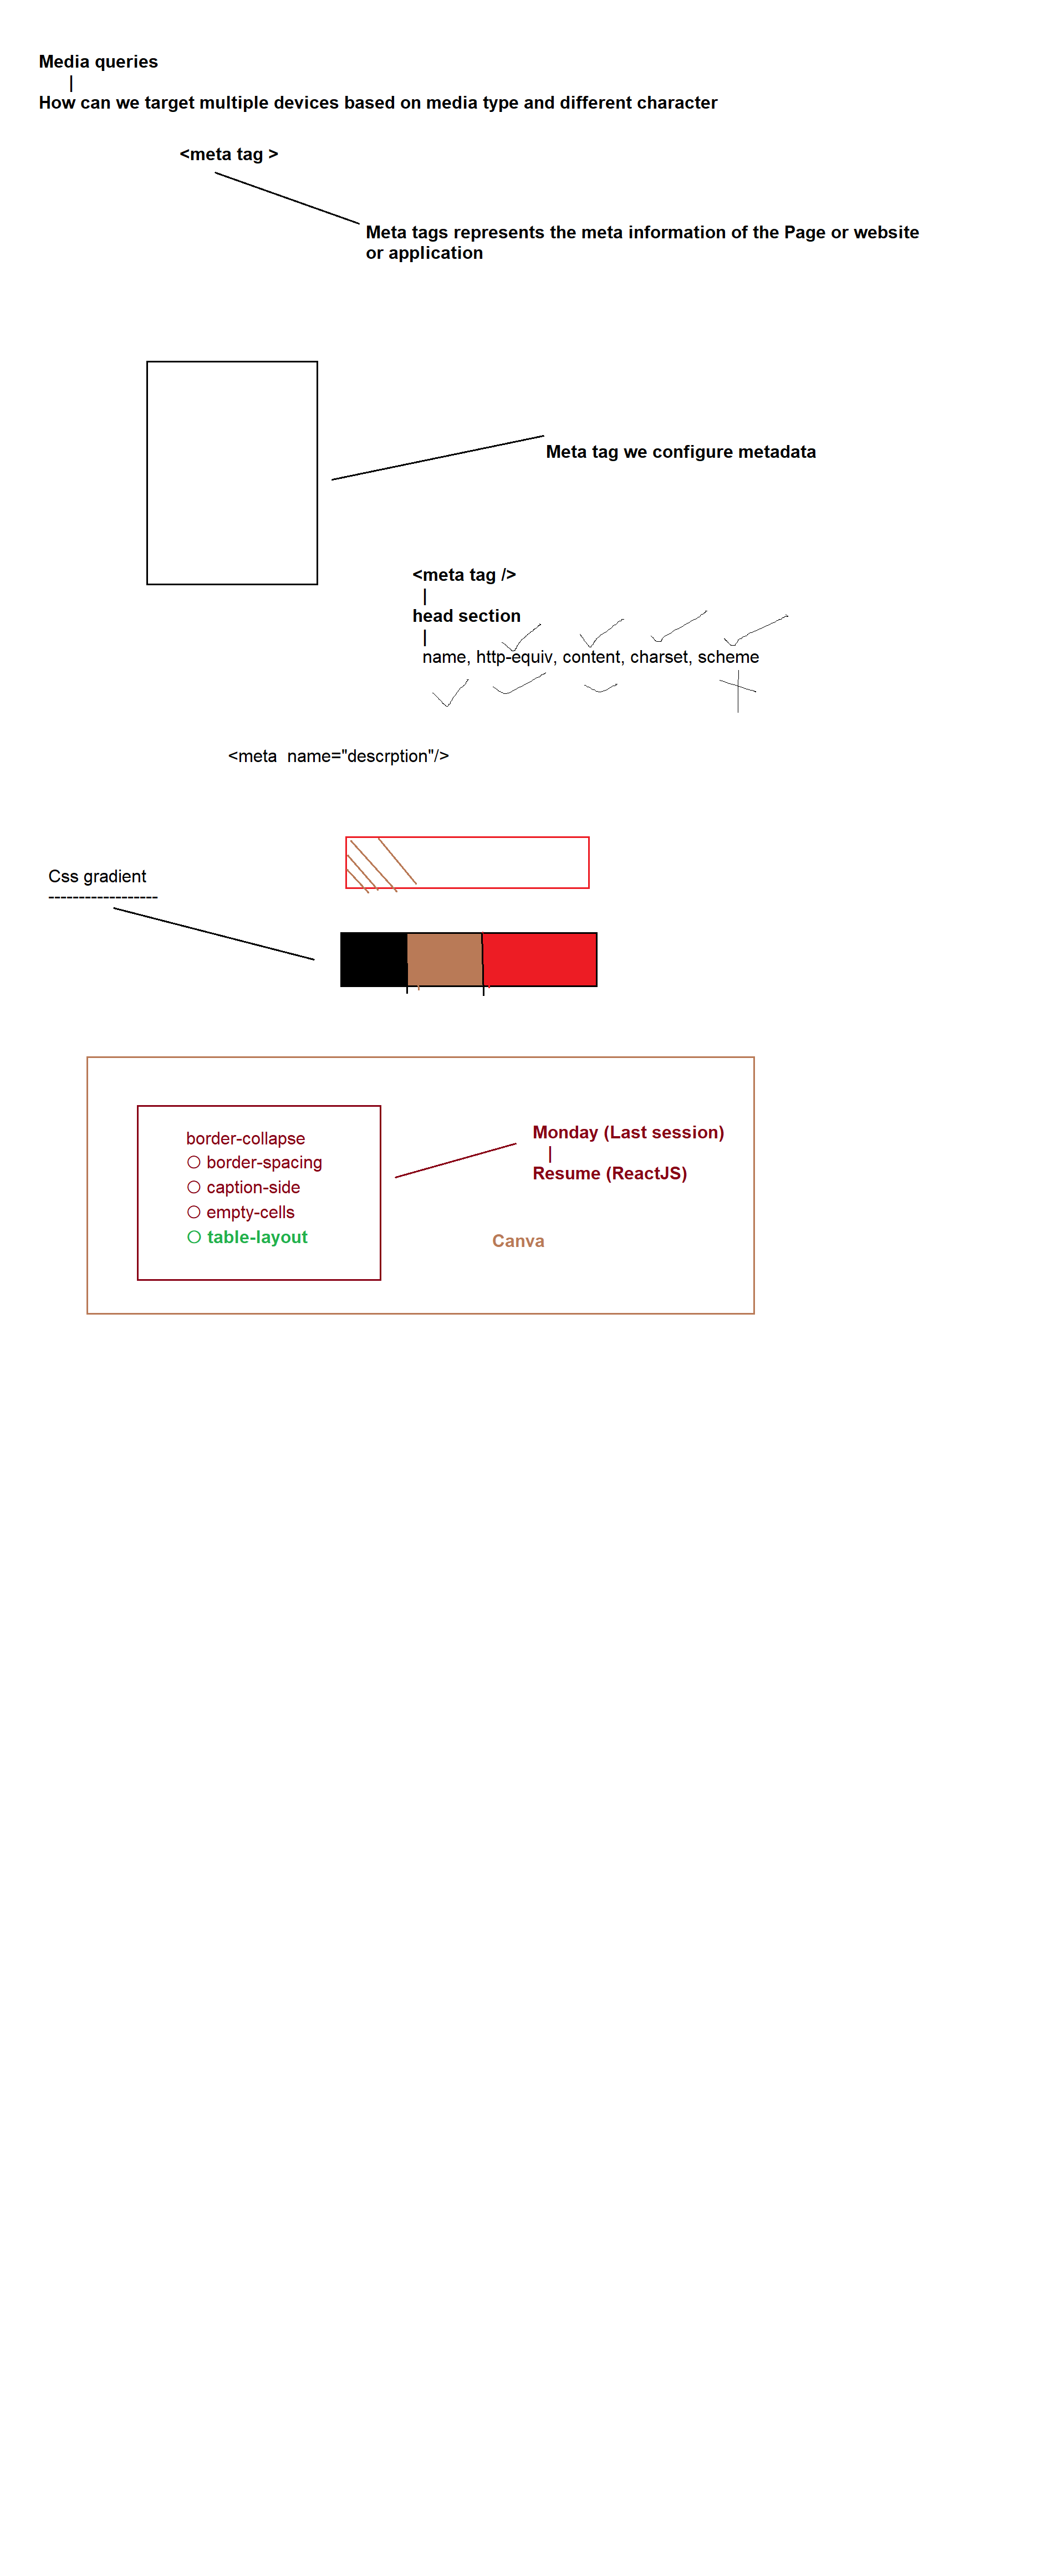 Media queries
|
How can we target multiple devices based on media type and different character
<meta tag >
Meta tags represents the meta information of the Page or website
or application
Meta tag we configure metadata
<meta tag />
|
head section
|
name, http-equiv, content, charset, scheme
<meta  name="descrption"/>
Css gradient
------------------
border-collapse
○ border-spacing
○ caption-side
○ empty-cells
○ table-layout
Monday (Last session)
|
Resume (ReactJS)
Canva